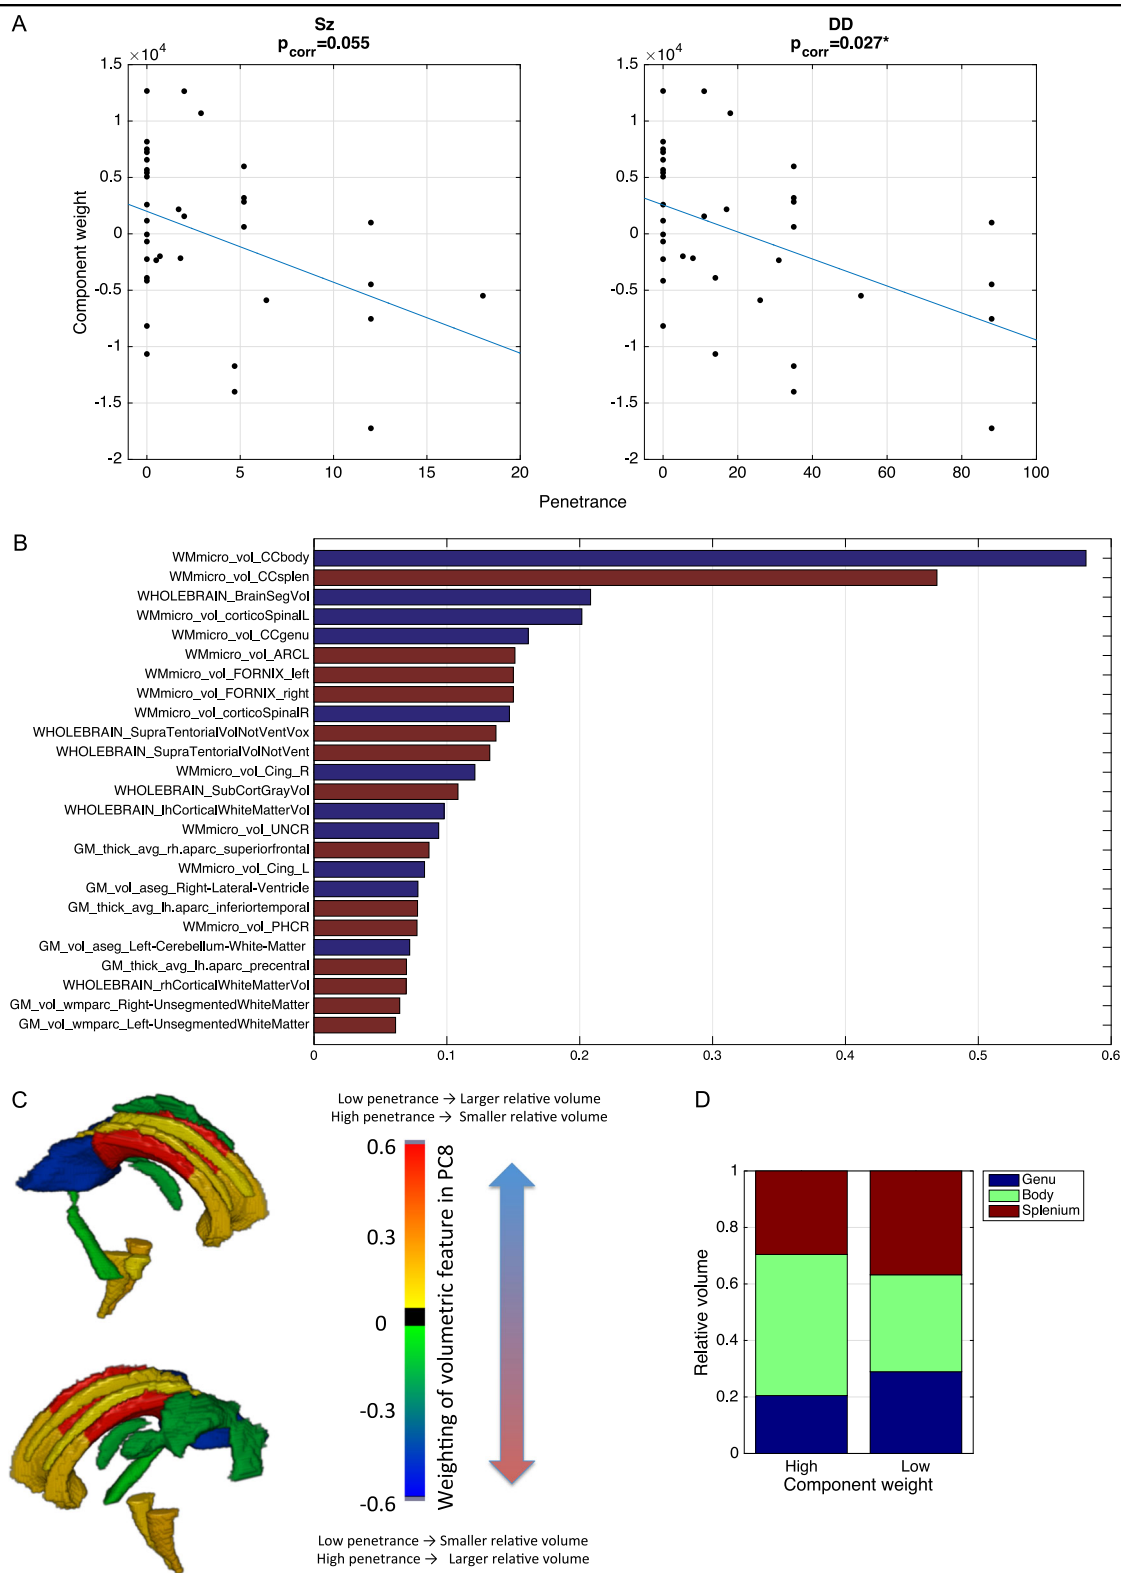 A
Sz
p_corr=0.055
×10⁴
1.5
1
0.5
0
-0.5
-1
-1.5
-2
Component weight
0 5 10 15 20
DD
p_corr=0.027*
×10⁴
1.5
1
0.5
0
-0.5
-1
-1.5
-2
0 20 40 60 80 100
Penetrance
B
WMmicro_vol_CCbody
WMmicro_vol_CCsplen
WHOLEBRAIN_BrainSegVol
WMmicro_vol_corticoSpinalL
WMmicro_vol_CCgenu
WMmicro_vol_ARCL
WMmicro_vol_FORNIX_left
WMmicro_vol_FORNIX_right
WMmicro_vol_corticoSpinalR
WHOLEBRAIN_SupraTentorialVolNotVentVox
WHOLEBRAIN_SupraTentorialVolNotVent
WMmicro_vol_Cing_R
WHOLEBRAIN_SubCortGrayVol
WHOLEBRAIN_lhCorticalWhiteMatterVol
WMmicro_vol_UNCR
GM_thick_avg_rh.aparc_superiorfrontal
WMmicro_vol_Cing_L
GM_vol_aseg_Right-Lateral-Ventricle
GM_thick_avg_lh.aparc_inferiortemporal
WMmicro_vol_PHCR
GM_vol_aseg_Left-Cerebellum-White-Matter
GM_thick_avg_lh.aparc_precentral
WHOLEBRAIN_rhCorticalWhiteMatterVol
GM_vol_wmparc_Right-UnsegmentedWhiteMatter
GM_vol_wmparc_Left-UnsegmentedWhiteMatter
0 0.1 0.2 0.3 0.4 0.5 0.6
C
Low penetrance → Larger relative volume
High penetrance → Smaller relative volume
0.6
0.3
0
-0.3
-0.6
Weighting of volumetric feature in PC8
Low penetrance → Smaller relative volume
High penetrance → Larger relative volume
D
1
0.8
0.6
0.4
0.2
0
Relative volume
High Low
Component weight
Genu
Body
Splenium